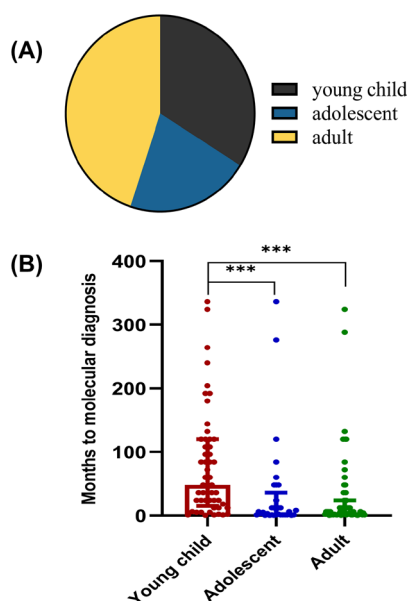 (A)
young child
adolescent
adult
(B)
Months to molecular diagnosis
400
300
200
100
0
***
***
Young child
Adolescent
Adult